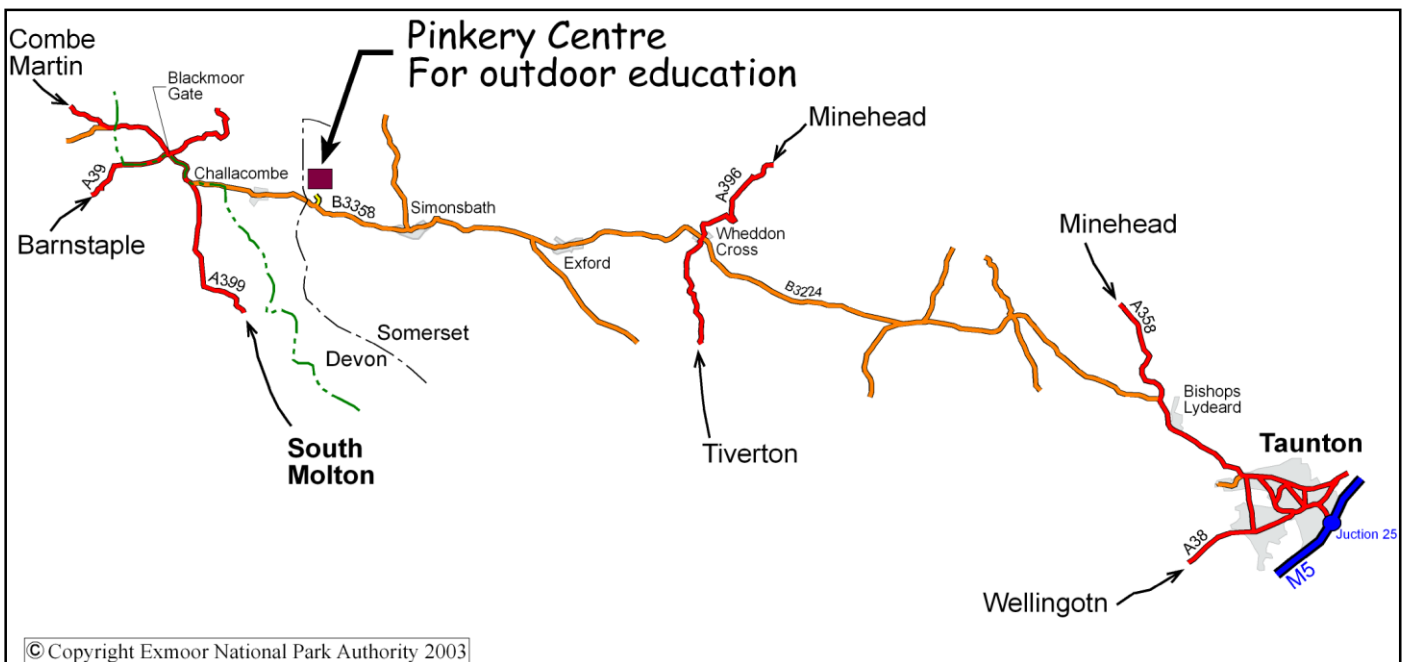 Combe
Martin
Blackmoor
Gate
Pinkery Centre
For outdoor education
Minehead
A39
Challacombe
A396
B3358
Simonsbath
Barnstaple
Wheddon
Cross
Minehead
Exford
A399
B3224
A358
Somerset
Devon
Bishops
Lydeard
South
Molton
Tiverton
Taunton
A38
Juction 25
M5
Wellingotn
© Copyright Exmoor National Park Authority 2003